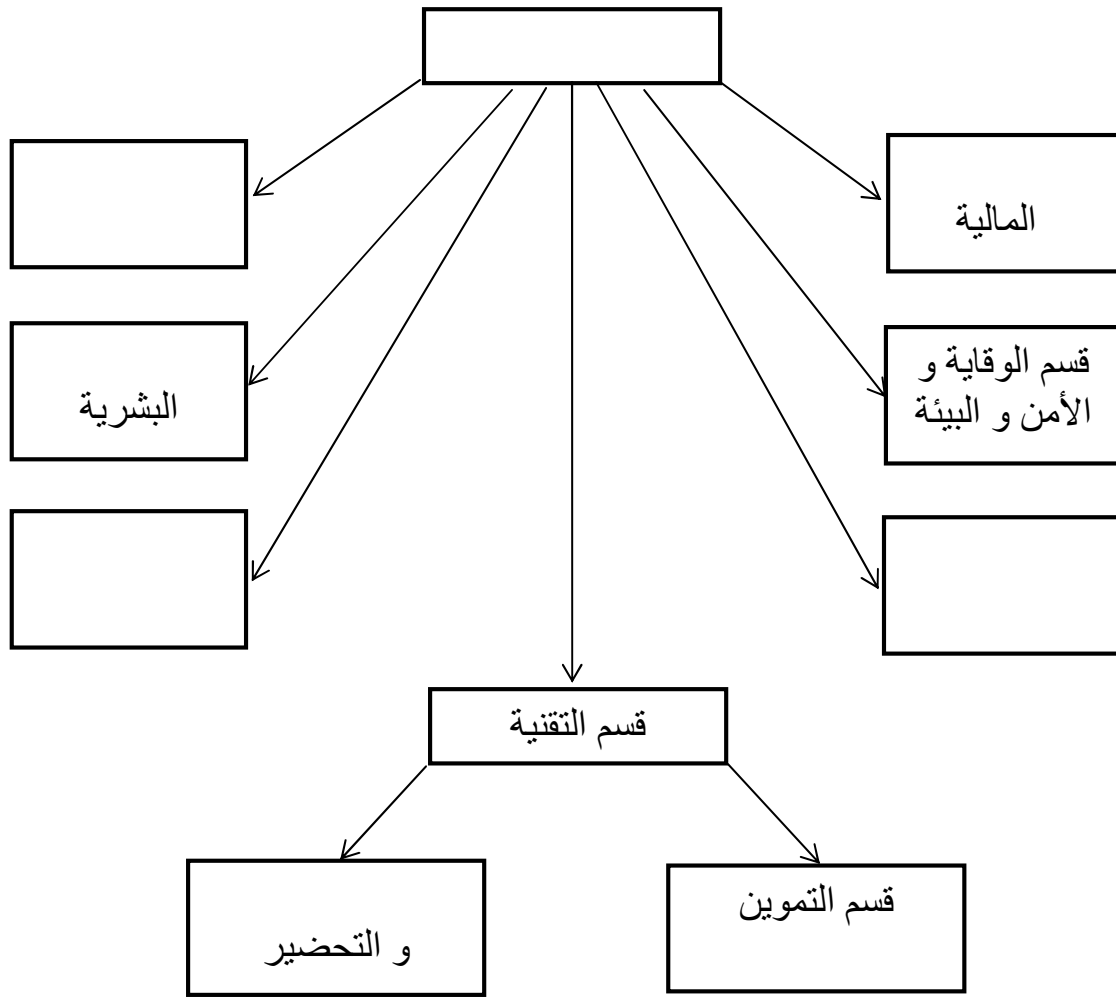 المالية
قسم الوقاية و
الأمن و البيئة
البشرية
قسم التقنية
قسم التموين
و التحضير